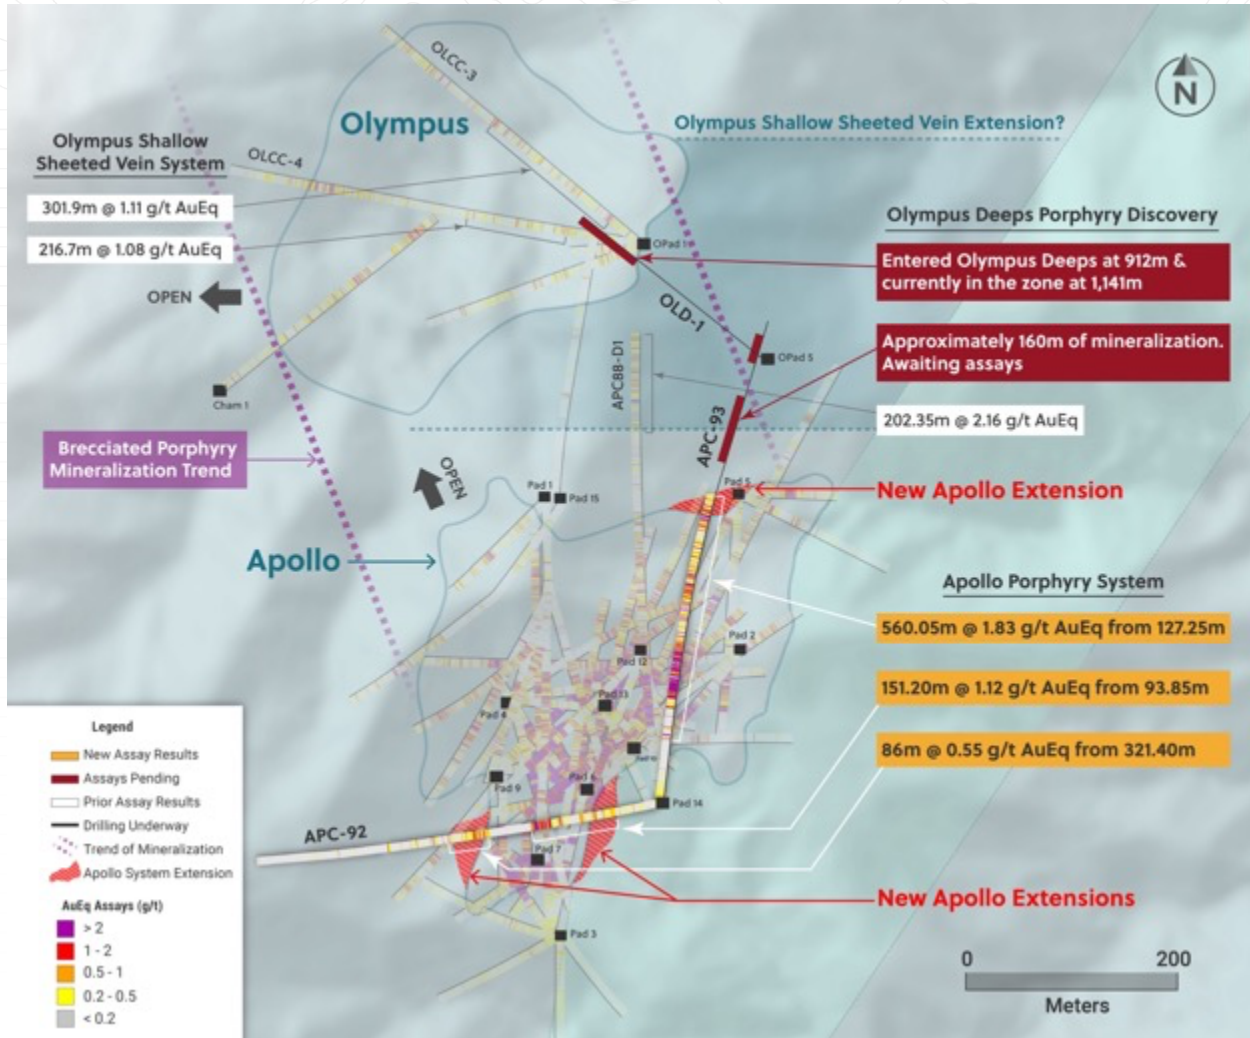 OLCC-3
Olympus
N
Olympus Shallow Sheeted Vein Extension?
Olympus Shallow
Sheeted Vein System
OLCC-4
301.9m @ 1.11 g/t AuEq
216.7m @ 1.08 g/t AuEq
OPEN
OPad 1
Olympus Deeps Porphyry Discovery
Entered Olympus Deeps at 912m &
currently in the zone at 1,141m
OLD-1
Approximately 160m of mineralization.
Awaiting assays
OPad 5
APC88-D1
Cham 1
202.35m @ 2.16 g/t AuEq
APC-93
Brecciated Porphyry
Mineralization Trend
OPEN
Pad 1
Pad 15
Pad 5
New Apollo Extension
Apollo
Apollo Porphyry System
560.05m @ 1.83 g/t AuEq from 127.25m
Pad 2
Pad 12
151.20m @ 1.12 g/t AuEq from 93.85m
Pad 13
Pad 4
86m @ 0.55 g/t AuEq from 321.40m
Pad 6
Pad 9
Pad 14
APC-92
Pad 7
New Apollo Extensions
Pad 3
Legend
New Assay Results
Assays Pending
Prior Assay Results
Drilling Underway
Trend of Mineralization
Apollo System Extension
AuEq Assays (g/t)
> 2
1 - 2
0.5 - 1
0.2 - 0.5
< 0.2
0 200
Meters